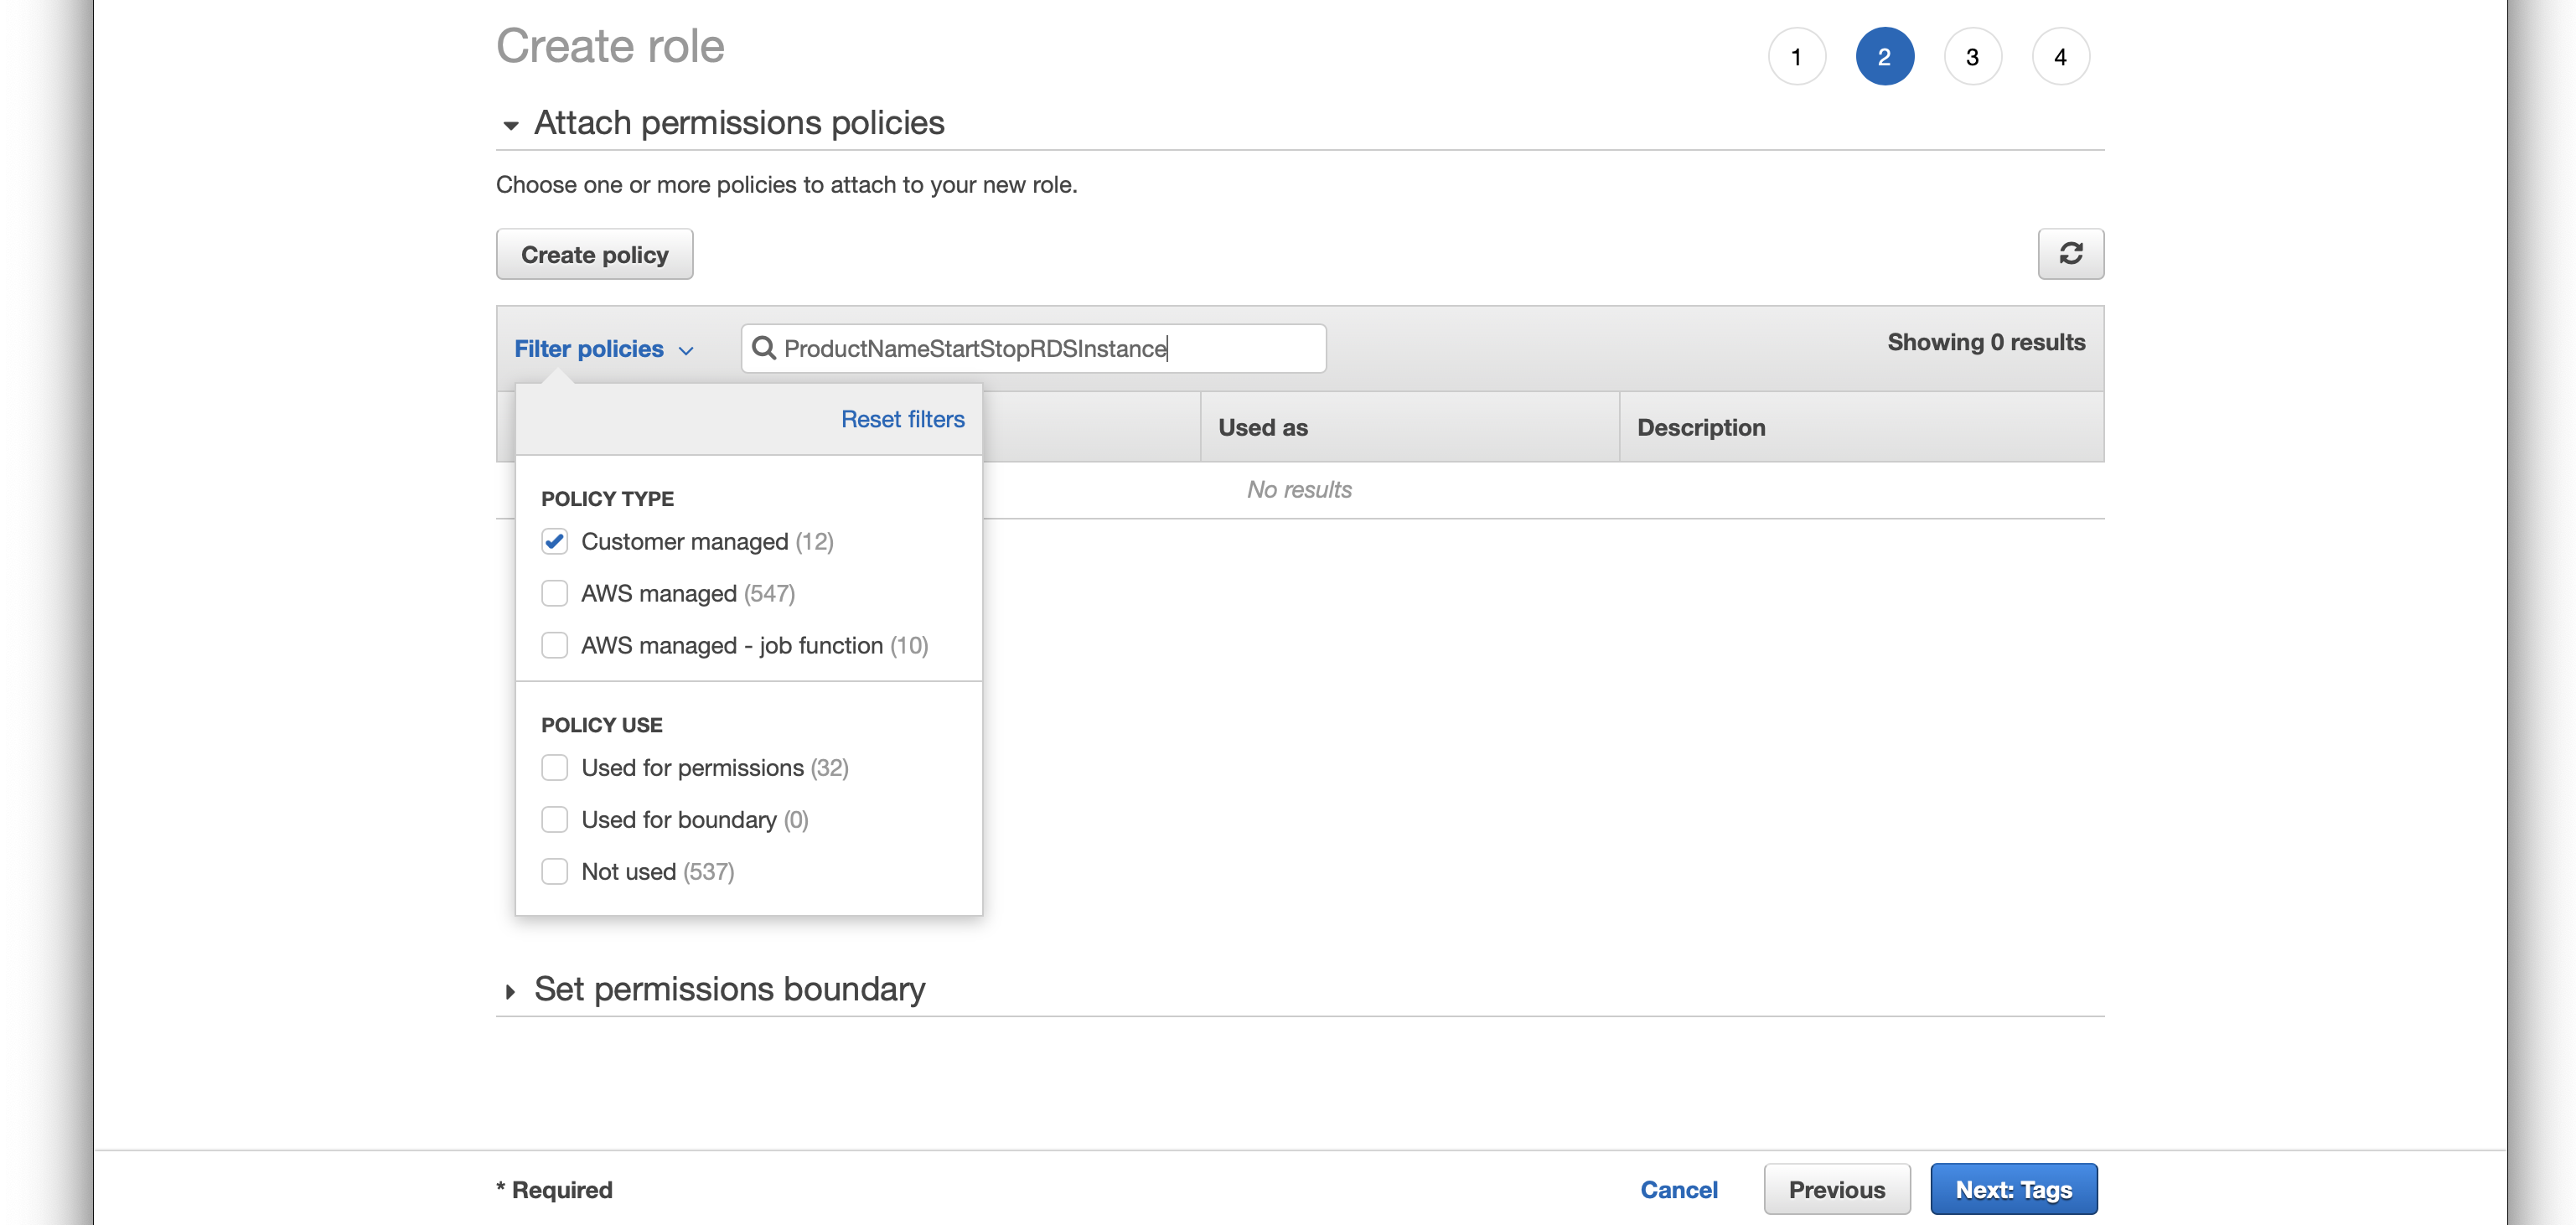 Create role
1 2 3 4
Attach permissions policies
Choose one or more policies to attach to your new role.
Create policy
Filter policies
ProductNameStartStopRDSInstance
Showing 0 results
Reset filters
Used as
Description
No results
POLICY TYPE
Customer managed (12)
AWS managed (547)
AWS managed - job function (10)
POLICY USE
Used for permissions (32)
Used for boundary (0)
Not used (537)
Set permissions boundary
* Required
Cancel
Previous
Next: Tags